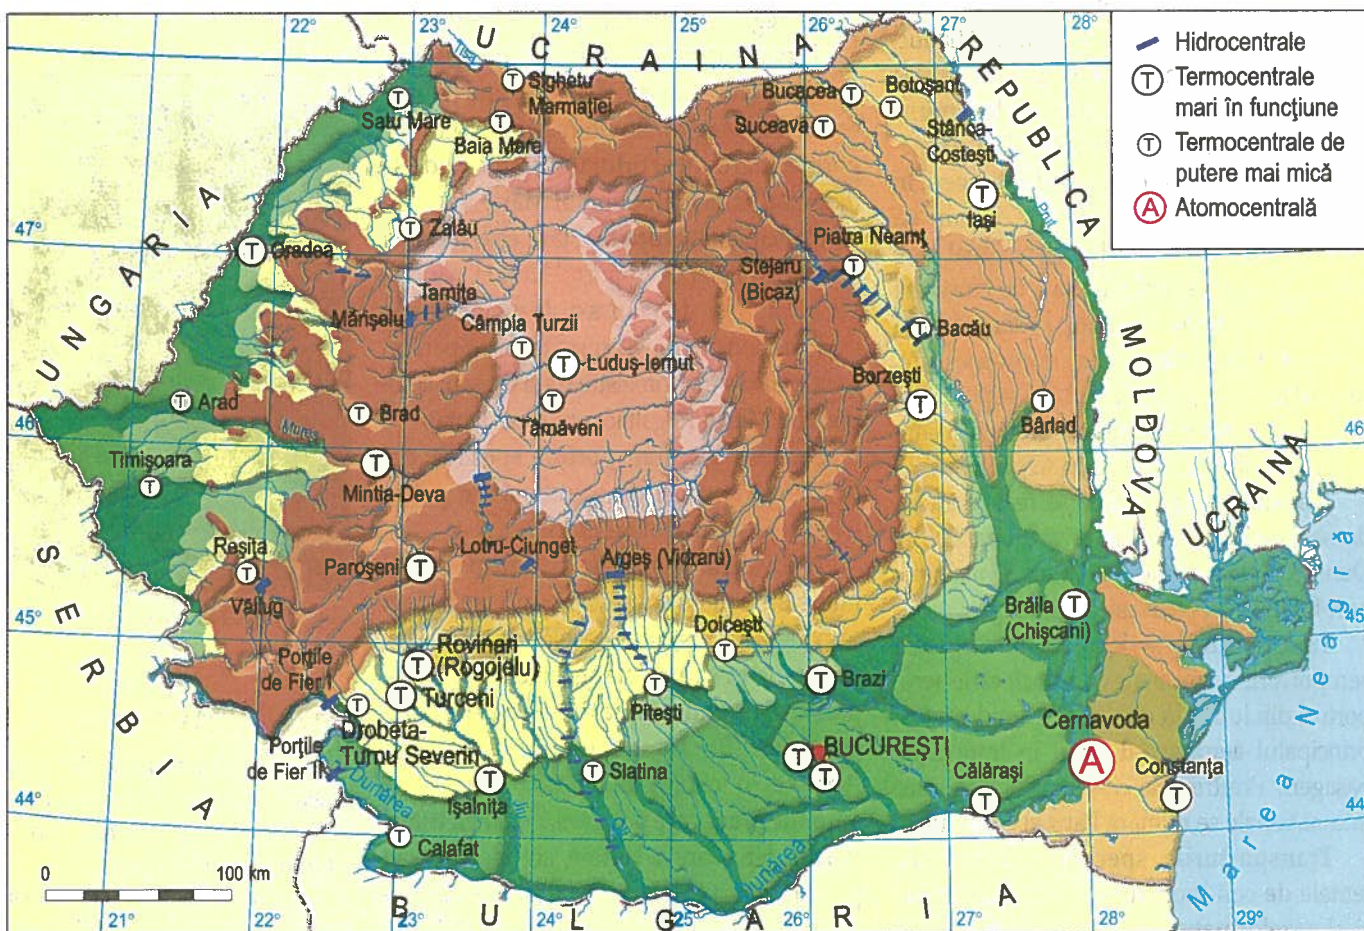 22°
23°
24°
25°
26°
27°
28°
UCRAINA
REPUBLICA
MOLDOVA
UCRAINA
UNGARIA
SERBIA
BULGARIA
Marea Neagră
Hidrocentrale
T Termocentrale
mari în funcţiune
T Termocentrale de
putere mai mică
A Atomocentrală
Tisa
T Sighetu
Marmaţiei
T
Satu Mare
T
Baia Mare
Bucecea T
Botoşani
T
Suceava T
Stânca-
Costeşti
T
Iaşi
Prut
47°
47°
T
Oradea
T Zalău
Piatra Neamţ
T
Stejaru
(Bicaz)
Tarniţa
Mărişelu
Câmpia Turzii
T
T Luduş-Iernut
T Bacău
Borzeşti
T
Siret
T Arad
T Brad
T
Târnăveni
T
Bârlad
46°
46°
Mureş
Timişoara
T
T
Mintia-Deva
Reşiţa
T
Văliug
Paroşeni T
Lotru-Ciunget
Argeş (Vidraru)
Brăila T
(Chişcani)
45°
45°
Doiceşti
T
Rovinari
(Rogojelu)
T
Porţile
de Fier I
T Turceni
T
Piteşti
T Brazi
Drobeta-
Turnu Severin
T
Cernavoda
A
Porţile
de Fier II
T BUCUREŞTI
T
T
Işalniţa
T Slatina
Călăraşi
T
Constanţa
T
44°
44°
Dunărea
Jiu
Olt
Dunărea
T
Calafat
0 100 km
21°
22°
23°
24°
25°
26°
27°
28°
29°